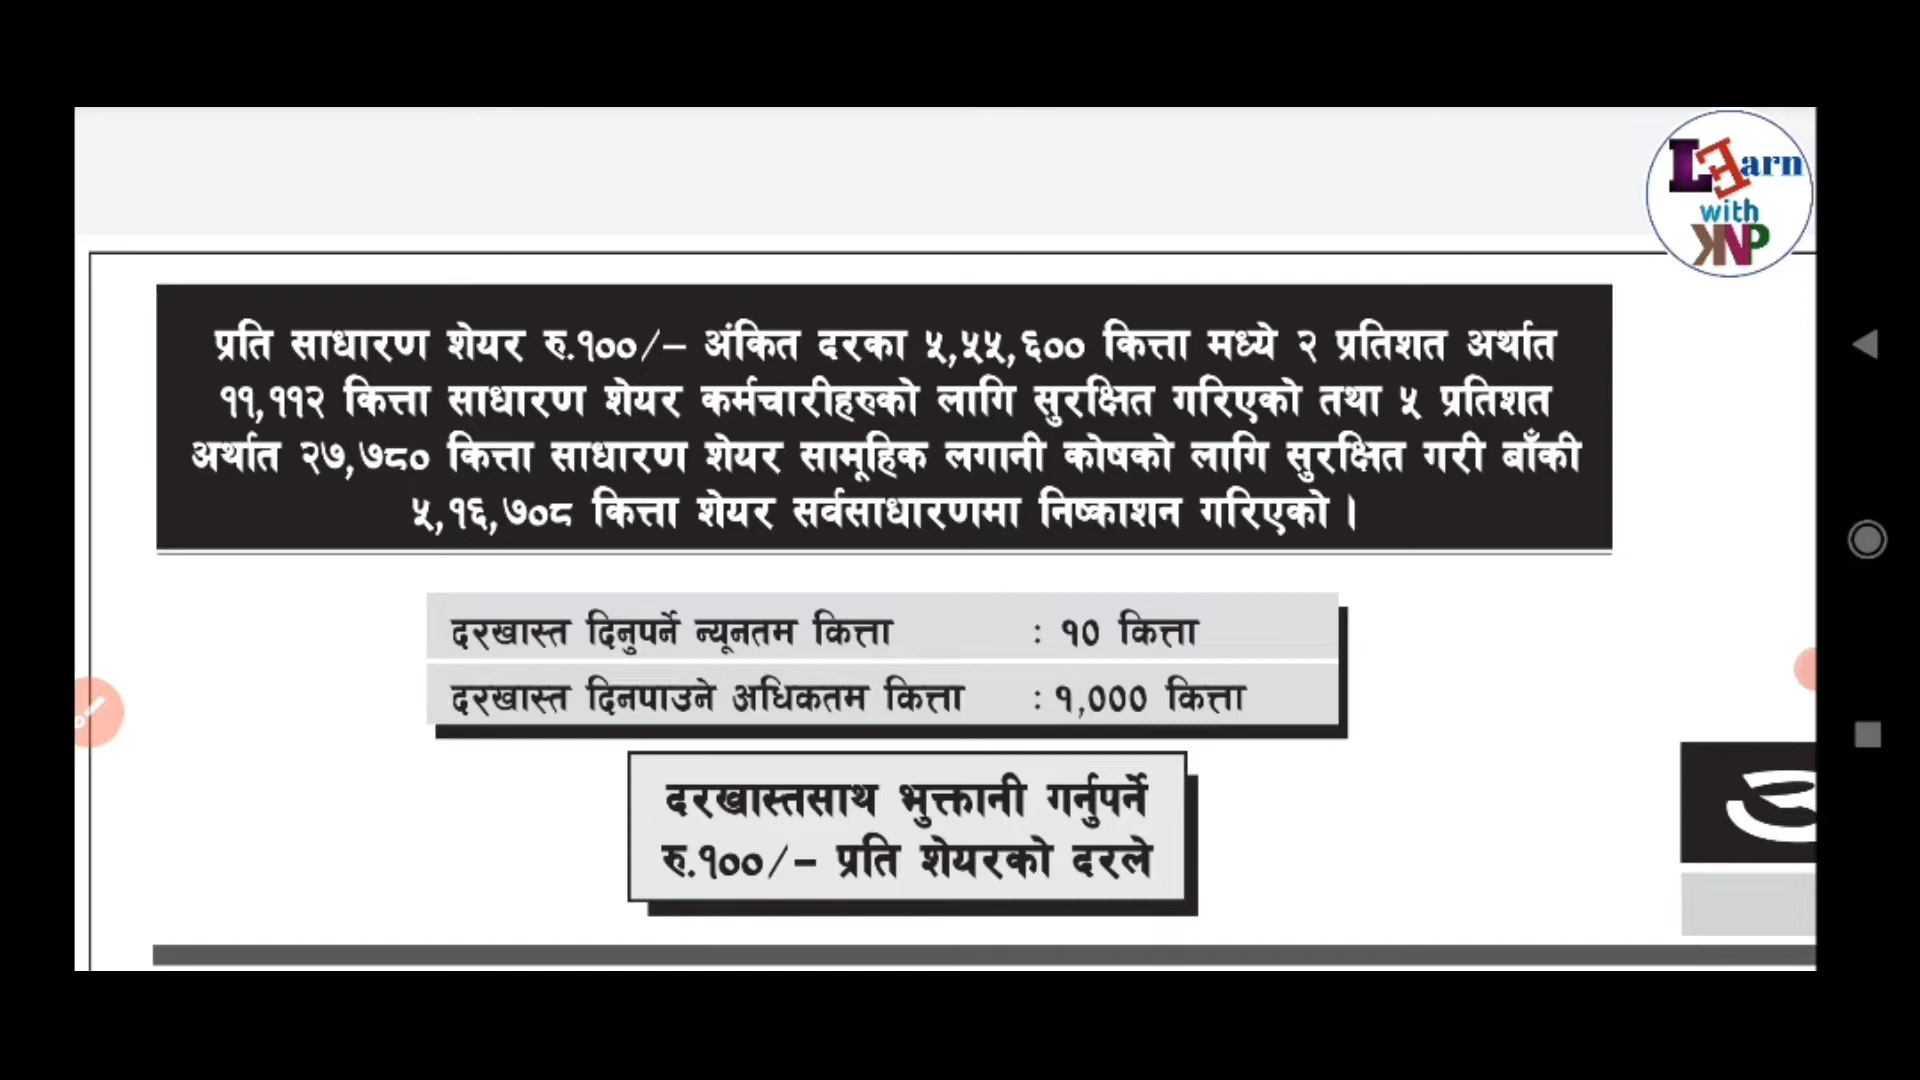 Learn
with
KNP
प्रति साधारण शेयर रु.१००/– अंकित दरका ५,५५,६०० कित्ता मध्ये २ प्रतिशत अर्थात
११,११२ कित्ता साधारण शेयर कर्मचारीहरुको लागि सुरक्षित गरिएको तथा ५ प्रतिशत
अर्थात २७,७८० कित्ता साधारण शेयर सामूहिक लगानी कोषको लागि सुरक्षित गरी बाँकी
५,१६,७०८ कित्ता शेयर सर्वसाधारणमा निष्काशन गरिएको ।
दरखास्त दिनुपर्ने न्यूनतम कित्ता : १० कित्ता
दरखास्त दिनपाउने अधिकतम कित्ता : १,००० कित्ता
दरखास्तसाथ भुक्तानी गर्नुपर्ने
रु.१००/– प्रति शेयरको दरले